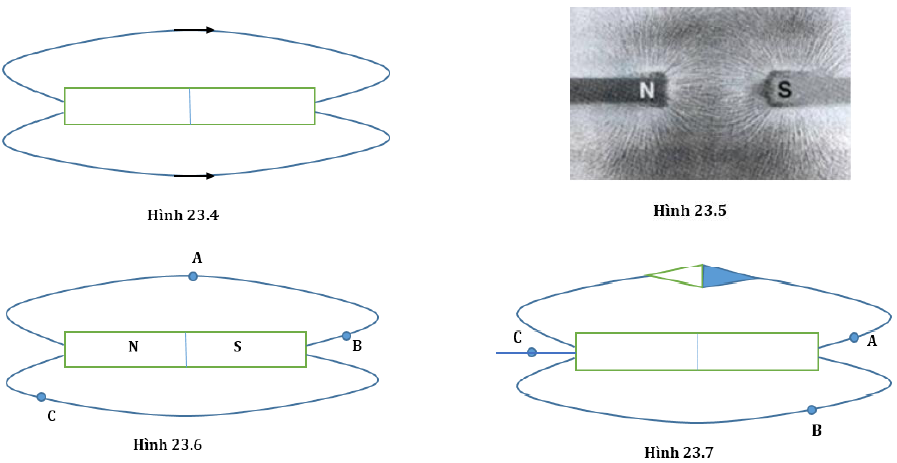 Hình 23.4
N S
Hình 23.5
A
N S
B
C
Hình 23.6
C
A
B
Hình 23.7